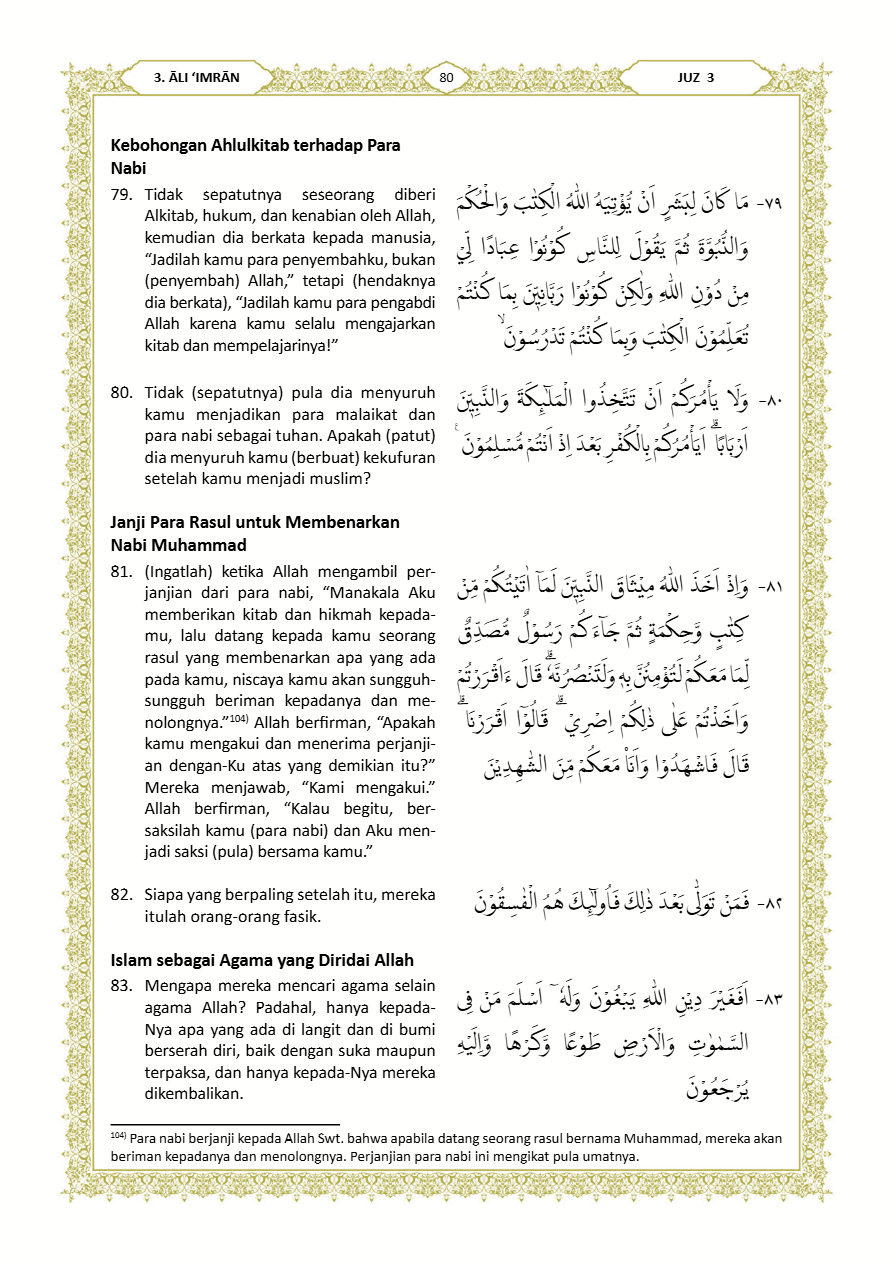 3. ĀLI ‘IMRĀN
80
JUZ 3
Kebohongan Ahlulkitab terhadap Para
Nabi
79. Tidak sepatutnya seseorang diberi
Alkitab, hukum, dan kenabian oleh Allah,
kemudian dia berkata kepada manusia,
“Jadilah kamu para penyembahku, bukan
(penyembah) Allah,” tetapi (hendaknya
dia berkata), “Jadilah kamu para pengabdi
Allah karena kamu selalu mengajarkan
kitab dan mempelajarinya!”
٧٩- مَا كَانَ لِبَشَرٍ اَنْ يُّؤْتِيَهُ اللّٰهُ الْكِتٰبَ وَالْحُكْمَ
وَالنُّبُوَّةَ ثُمَّ يَقُوْلَ لِلنَّاسِ كُوْنُوْا عِبَادًا لِّيْ
مِنْ دُوْنِ اللّٰهِ وَلٰكِنْ كُوْنُوْا رَبَّانِيّٖنَ بِمَا كُنْتُمْ
تُعَلِّمُوْنَ الْكِتٰبَ وَبِمَا كُنْتُمْ تَدْرُسُوْنَ ۙ
80. Tidak (sepatutnya) pula dia menyuruh
kamu menjadikan para malaikat dan
para nabi sebagai tuhan. Apakah (patut)
dia menyuruh kamu (berbuat) kekufuran
setelah kamu menjadi muslim?
٨٠- وَلَا يَأْمُرَكُمْ اَنْ تَتَّخِذُوا الْمَلٰۤىِٕكَةَ وَالنَّبِيّٖنَ
اَرْبَابًا ۗ اَيَأْمُرُكُمْ بِالْكُفْرِ بَعْدَ اِذْ اَنْتُمْ مُّسْلِمُوْنَ ࣖ
Janji Para Rasul untuk Membenarkan
Nabi Muhammad
81. (Ingatlah) ketika Allah mengambil per-
janjian dari para nabi, “Manakala Aku
memberikan kitab dan hikmah kepada-
mu, lalu datang kepada kamu seorang
rasul yang membenarkan apa yang ada
pada kamu, niscaya kamu akan sungguh-
sungguh beriman kepadanya dan me-
nolongnya.”104) Allah berfirman, “Apakah
kamu mengakui dan menerima perjanji-
an dengan-Ku atas yang demikian itu?”
Mereka menjawab, “Kami mengakui.”
Allah berfirman, “Kalau begitu, ber-
saksilah kamu (para nabi) dan Aku men-
jadi saksi (pula) bersama kamu.”
٨١- وَاِذْ اَخَذَ اللّٰهُ مِيْثَاقَ النَّبِيّٖنَ لَمَآ اٰتَيْتُكُمْ مِّنْ
كِتٰبٍ وَّحِكْمَةٍ ثُمَّ جَاۤءَكُمْ رَسُوْلٌ مُّصَدِّقٌ
لِّمَا مَعَكُمْ لَتُؤْمِنُنَّ بِهٖ وَلَتَنْصُرُنَّهٗ ۗ قَالَ ءَاَقْرَرْتُمْ
وَاَخَذْتُمْ عَلٰى ذٰلِكُمْ اِصْرِيْ ۗ قَالُوْٓا اَقْرَرْنَا ۗ
قَالَ فَاشْهَدُوْا وَاَنَا۠ مَعَكُمْ مِّنَ الشّٰهِدِيْنَ
82. Siapa yang berpaling setelah itu, mereka
itulah orang-orang fasik.
٨٢- فَمَنْ تَوَلّٰى بَعْدَ ذٰلِكَ فَاُولٰۤىِٕكَ هُمُ الْفٰسِقُوْنَ
Islam sebagai Agama yang Diridai Allah
83. Mengapa mereka mencari agama selain
agama Allah? Padahal, hanya kepada-
Nya apa yang ada di langit dan di bumi
berserah diri, baik dengan suka maupun
terpaksa, dan hanya kepada-Nya mereka
dikembalikan.
٨٣- اَفَغَيْرَ دِيْنِ اللّٰهِ يَبْغُوْنَ وَلَهٗٓ اَسْلَمَ مَنْ فِى
السَّمٰوٰتِ وَالْاَرْضِ طَوْعًا وَّكَرْهًا وَّاِلَيْهِ
يُرْجَعُوْنَ
104) Para nabi berjanji kepada Allah Swt. bahwa apabila datang seorang rasul bernama Muhammad, mereka akan
beriman kepadanya dan menolongnya. Perjanjian para nabi ini mengikat pula umatnya.